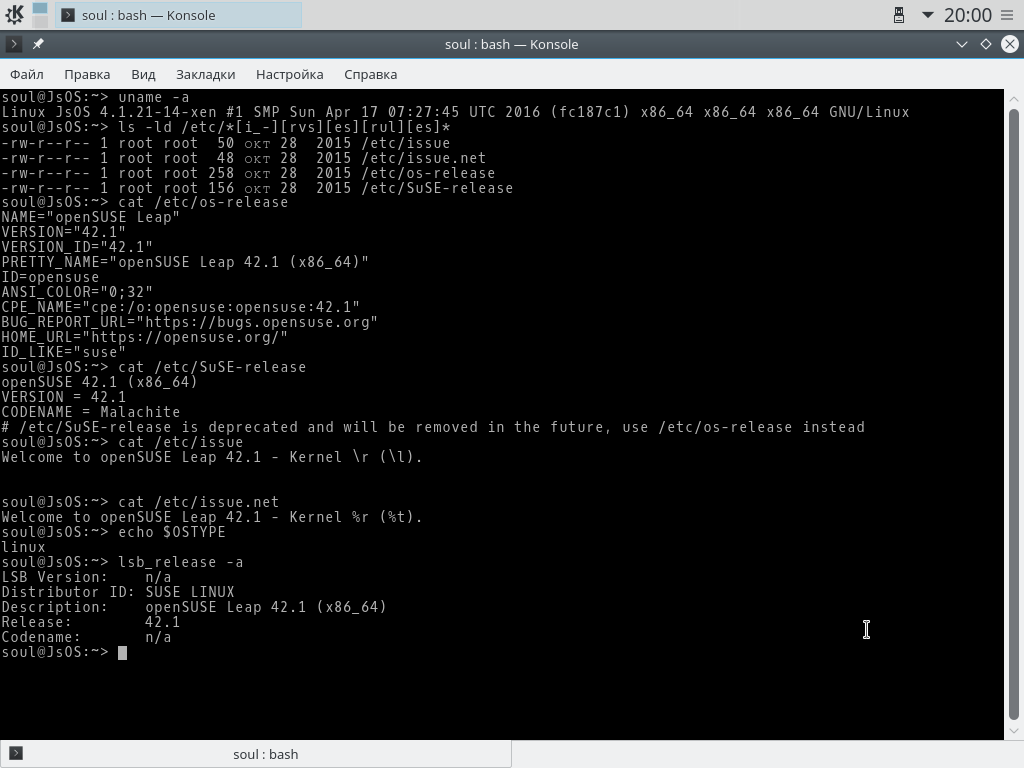 soul : bash — Konsole
20:00
soul : bash — Konsole
Файл Правка Вид Закладки Настройка Справка
soul@JsOS:~> uname -a
Linux JsOS 4.1.21-14-xen #1 SMP Sun Apr 17 07:27:45 UTC 2016 (fc187c1) x86_64 x86_64 x86_64 GNU/Linux
soul@JsOS:~> ls -ld /etc/*[i_-][rvs][es][rul][es]*
-rw-r--r-- 1 root root  50 окт 28  2015 /etc/issue
-rw-r--r-- 1 root root  48 окт 28  2015 /etc/issue.net
-rw-r--r-- 1 root root 258 окт 28  2015 /etc/os-release
-rw-r--r-- 1 root root 156 окт 28  2015 /etc/SuSE-release
soul@JsOS:~> cat /etc/os-release
NAME="openSUSE Leap"
VERSION="42.1"
VERSION_ID="42.1"
PRETTY_NAME="openSUSE Leap 42.1 (x86_64)"
ID=opensuse
ANSI_COLOR="0;32"
CPE_NAME="cpe:/o:opensuse:opensuse:42.1"
BUG_REPORT_URL="https://bugs.opensuse.org"
HOME_URL="https://opensuse.org/"
ID_LIKE="suse"
soul@JsOS:~> cat /etc/SuSE-release
openSUSE 42.1 (x86_64)
VERSION = 42.1
CODENAME = Malachite
# /etc/SuSE-release is deprecated and will be removed in the future, use /etc/os-release instead
soul@JsOS:~> cat /etc/issue
Welcome to openSUSE Leap 42.1 - Kernel \r (\l).
soul@JsOS:~> cat /etc/issue.net
Welcome to openSUSE Leap 42.1 - Kernel %r (%t).
soul@JsOS:~> echo $OSTYPE
linux
soul@JsOS:~> lsb_release -a
LSB Version:    n/a
Distributor ID: SUSE LINUX
Description:    openSUSE Leap 42.1 (x86_64)
Release:        42.1
Codename:       n/a
soul@JsOS:~>
soul : bash